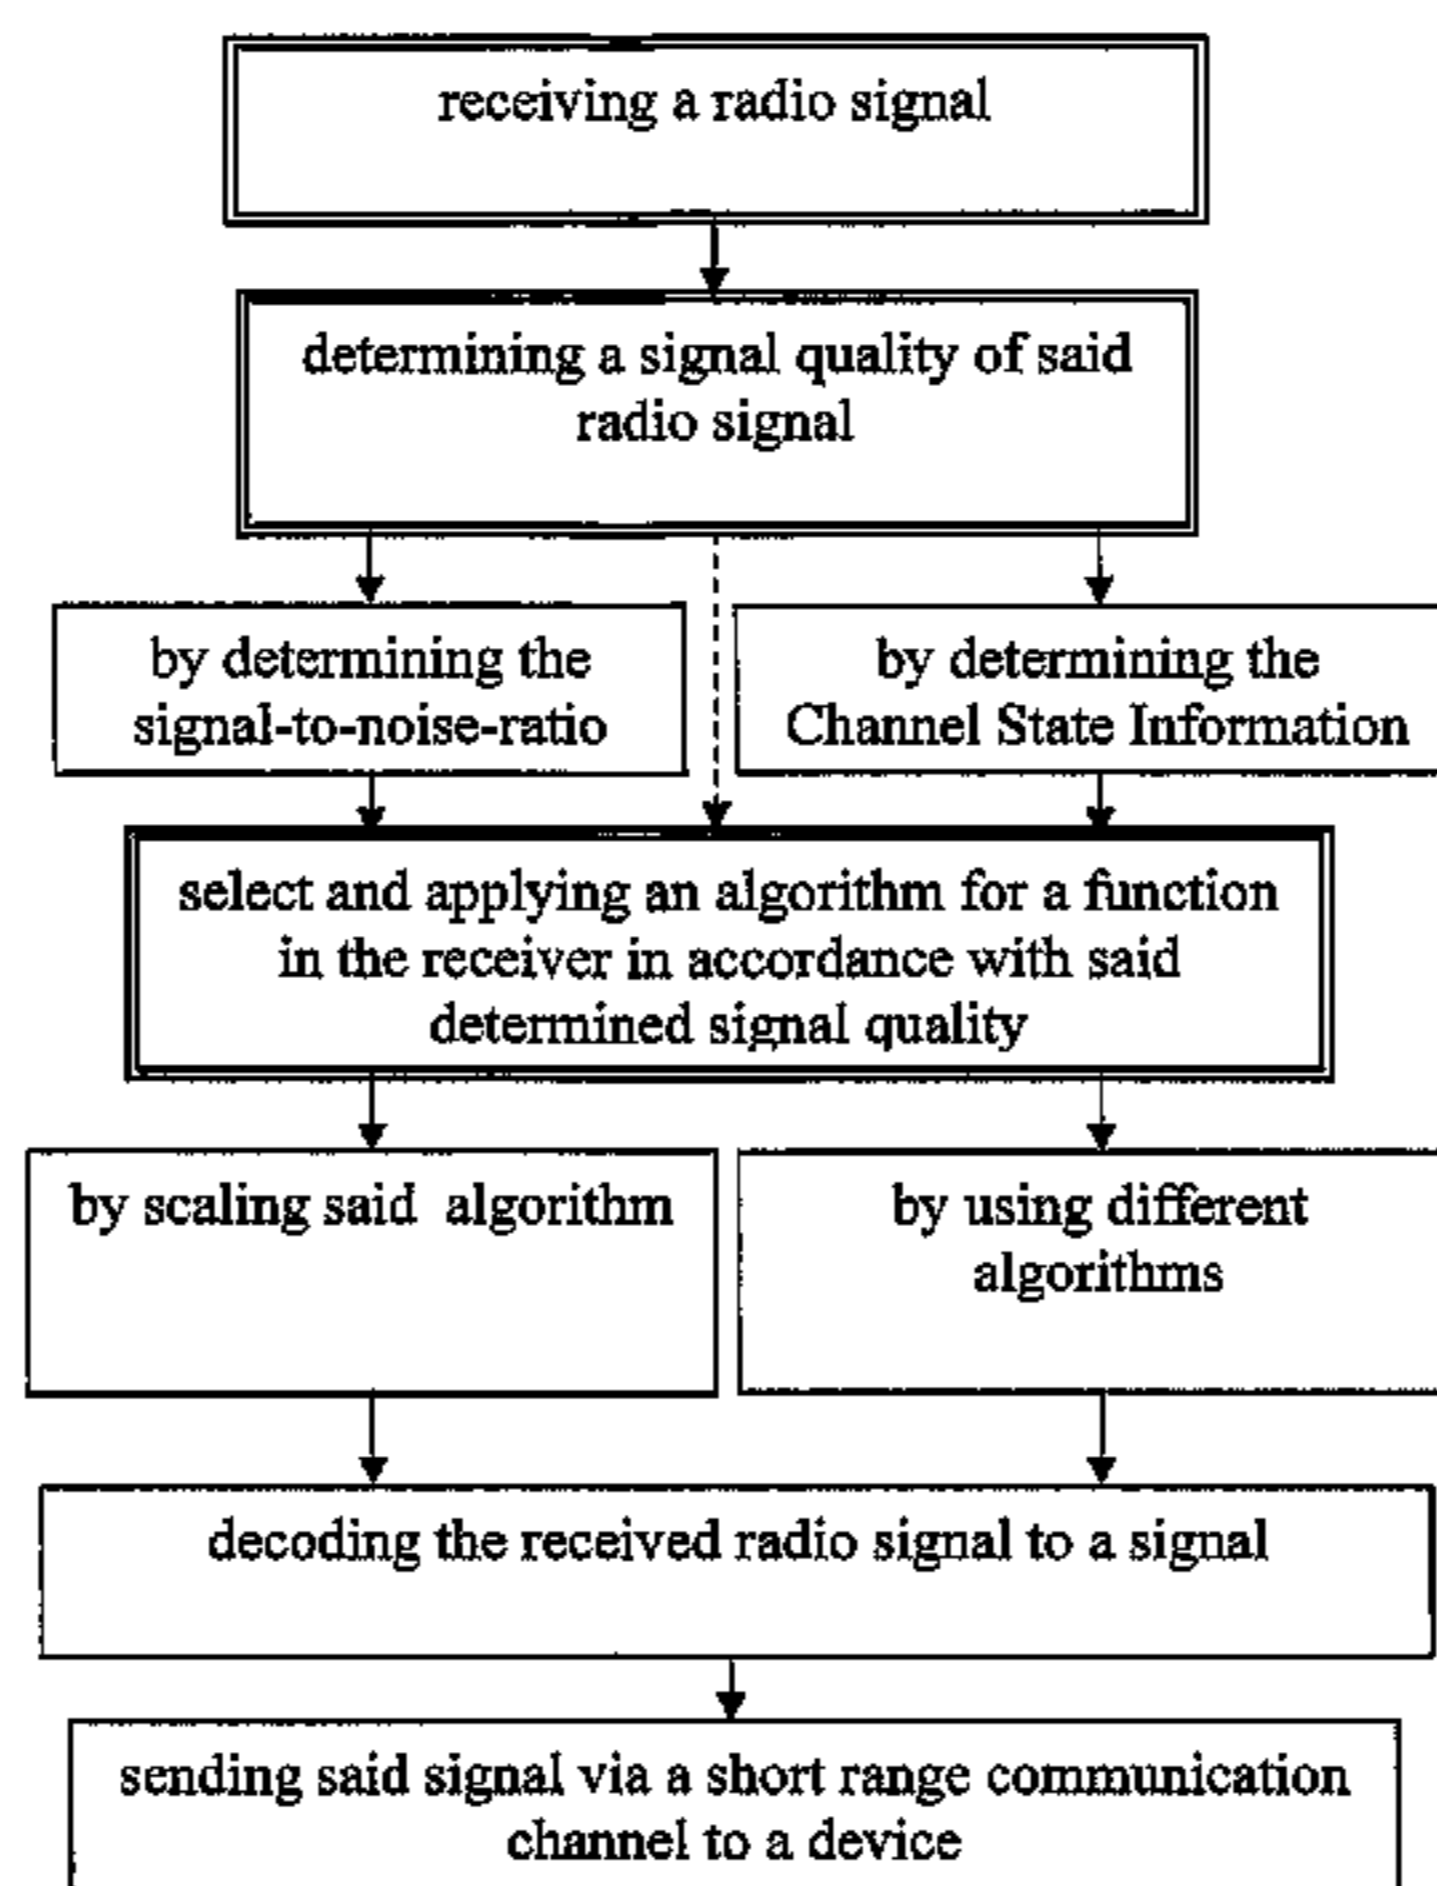 receiving a radio signal
determining a signal quality of said
radio signal
by determining the
signal-to-noise-ratio
by determining the
Channel State Information
select and applying an algorithm for a function
in the receiver in accordance with said
determined signal quality
by scaling said algorithm
by using different
algorithms
decoding the received radio signal to a signal
sending said signal via a short range communication
channel to a device